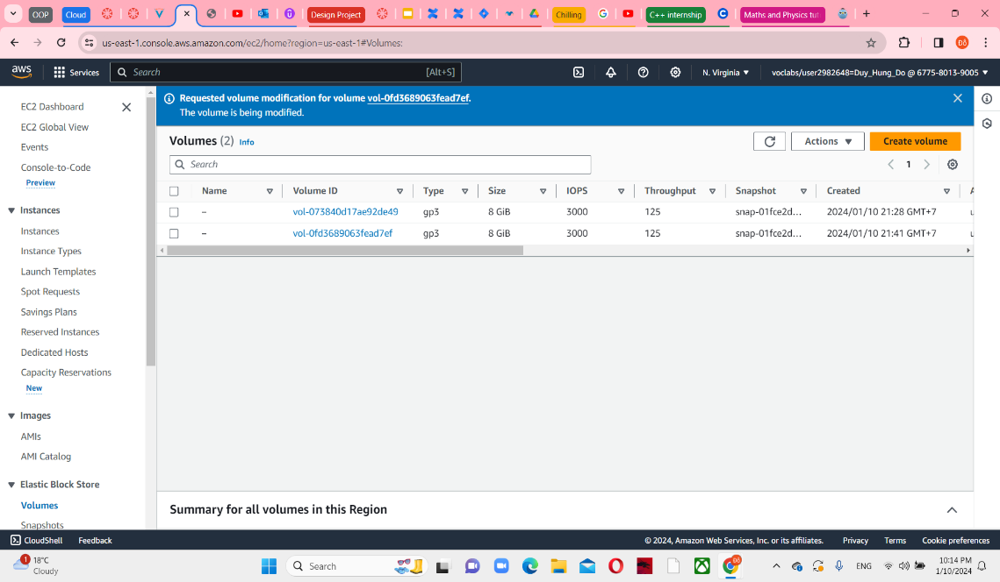 OOP
Cloud
Design Project
Chilling
C++ internship
Maths and Physics tut
us-east-1.console.aws.amazon.com/ec2/home?region=us-east-1#Volumes:
aws
Services
Search
[Alt+S]
N. Virginia
voclabs/user2982648=Duy_Hung_Do @ 6775-8013-9005
EC2 Dashboard
EC2 Global View
Events
Console-to-Code
Preview
Instances
Instances
Instance Types
Launch Templates
Spot Requests
Savings Plans
Reserved Instances
Dedicated Hosts
Capacity Reservations
New
Images
AMIs
AMI Catalog
Elastic Block Store
Volumes
Snapshots
Requested volume modification for volume vol-0fd3689063fead7ef.
The volume is being modified.
Volumes (2) Info
Actions
Create volume
Search
1
Name Volume ID Type Size IOPS Throughput Snapshot Created
– vol-073840d17ae92de49 gp3 8 GiB 3000 125 snap-01fce2d... 2024/01/10 21:28 GMT+7
– vol-0fd3689063fead7ef gp3 8 GiB 3000 125 snap-01fce2d... 2024/01/10 21:41 GMT+7
Summary for all volumes in this Region
CloudShell Feedback © 2024, Amazon Web Services, Inc. or its affiliates. Privacy Terms Cookie preferences
1
18°C
Cloudy
Search
ENG
10:14 PM
1/10/2024